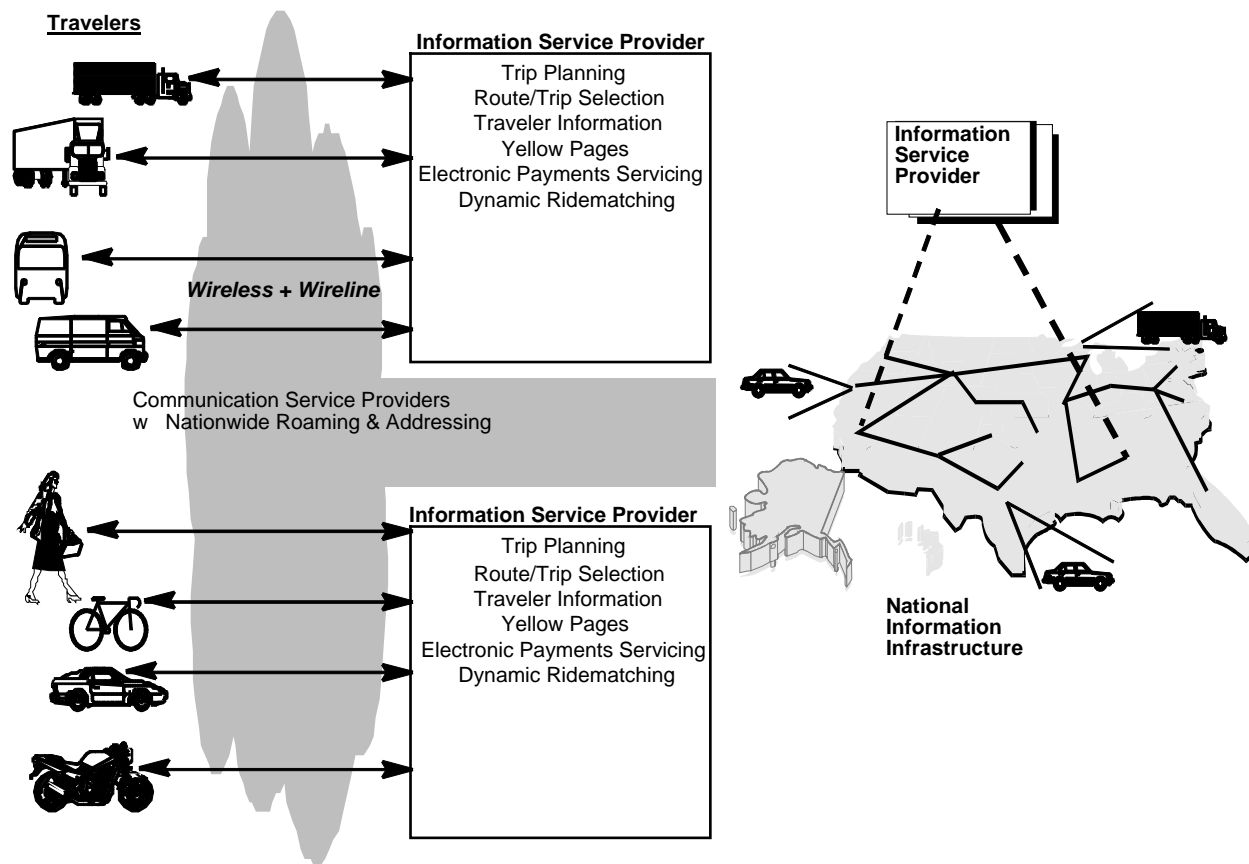 Travelers
Information Service Provider
Trip Planning
Route/Trip Selection
Traveler Information
Yellow Pages
Electronic Payments Servicing
Dynamic Ridematching
Wireless + Wireline
Communication Service Providers
w Nationwide Roaming & Addressing
Information Service Provider
Trip Planning
Route/Trip Selection
Traveler Information
Yellow Pages
Electronic Payments Servicing
Dynamic Ridematching
Information
Service
Provider
National
Information
Infrastructure